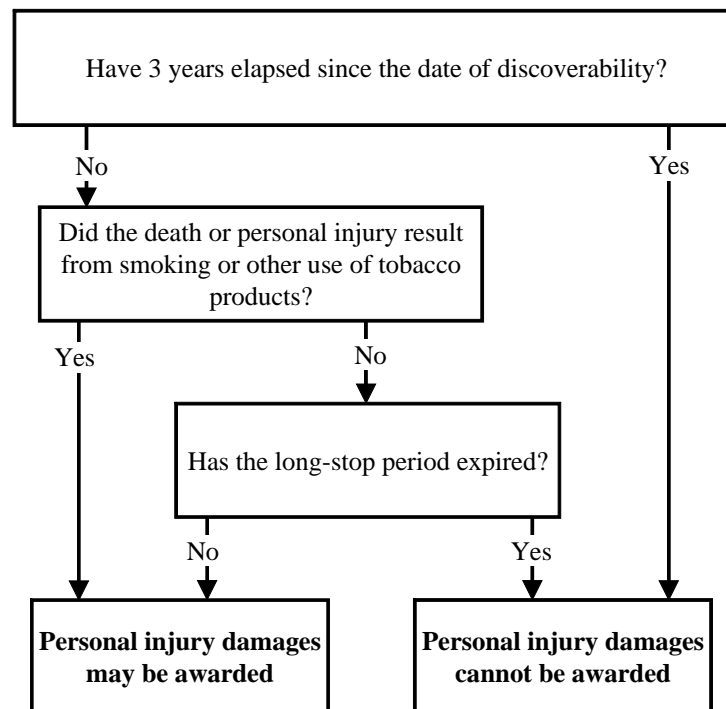 Have 3 years elapsed since the date of discoverability?
No
Yes
Did the death or personal injury result
from smoking or other use of tobacco
products?
Yes
No
Has the long-stop period expired?
No
Yes
Personal injury damages
may be awarded
Personal injury damages
cannot be awarded